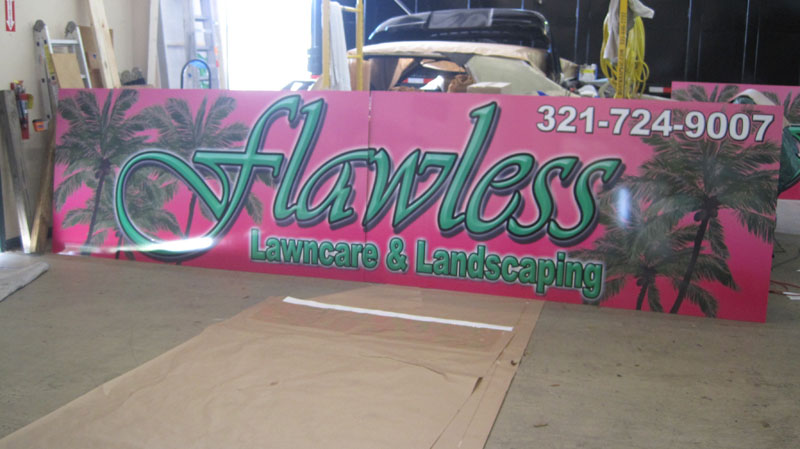 321-724-9007
flawless
Lawncare & Landscaping